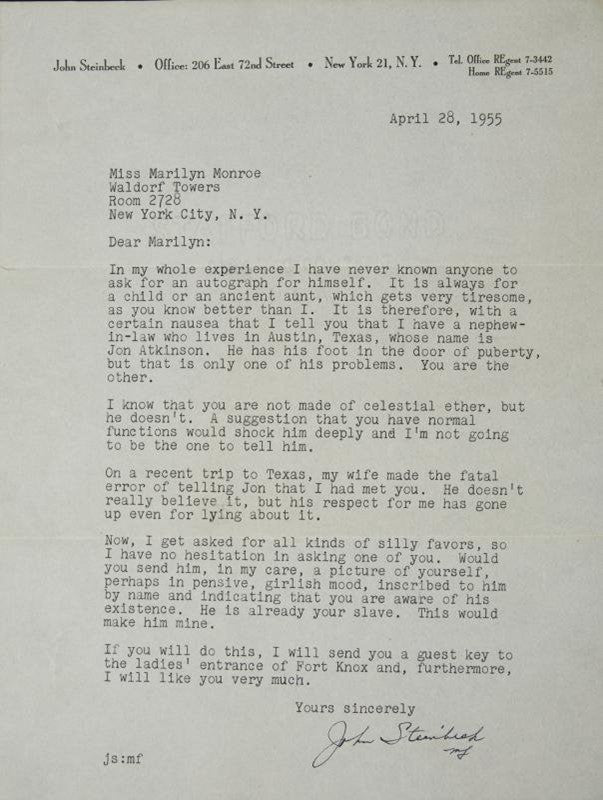 John Steinbeck • Office: 206 East 72nd Street • New York 21, N. Y. • Tel. Office REgent 7-3442
Home REgent 7-5515
April 28, 1955
Miss Marilyn Monroe
Waldorf Towers
Room 2728
New York City, N. Y.
Dear Marilyn:
In my whole experience I have never known anyone to
ask for an autograph for himself.  It is always for
a child or an ancient aunt, which gets very tiresome,
as you know better than I.  It is therefore, with a
certain nausea that I tell you that I have a nephew-
in-law who lives in Austin, Texas, whose name is
Jon Atkinson.  He has his foot in the door of puberty,
but that is only one of his problems.  You are the
other.
I know that you are not made of celestial ether, but
he doesn't.  A suggestion that you have normal
functions would shock him deeply and I'm not going
to be the one to tell him.
On a recent trip to Texas, my wife made the fatal
error of telling Jon that I had met you.  He doesn't
really believe it, but his respect for me has gone
up even for lying about it.
Now, I get asked for all kinds of silly favors, so
I have no hesitation in asking one of you.  Would
you send him, in my care, a picture of yourself,
perhaps in pensive, girlish mood, inscribed to him
by name and indicating that you are aware of his
existence.  He is already your slave.  This would
make him mine.
If you will do this, I will send you a guest key to
the ladies' entrance of Fort Knox and, furthermore,
I will like you very much.
Yours sincerely
John Steinbeck
mf
js:mf